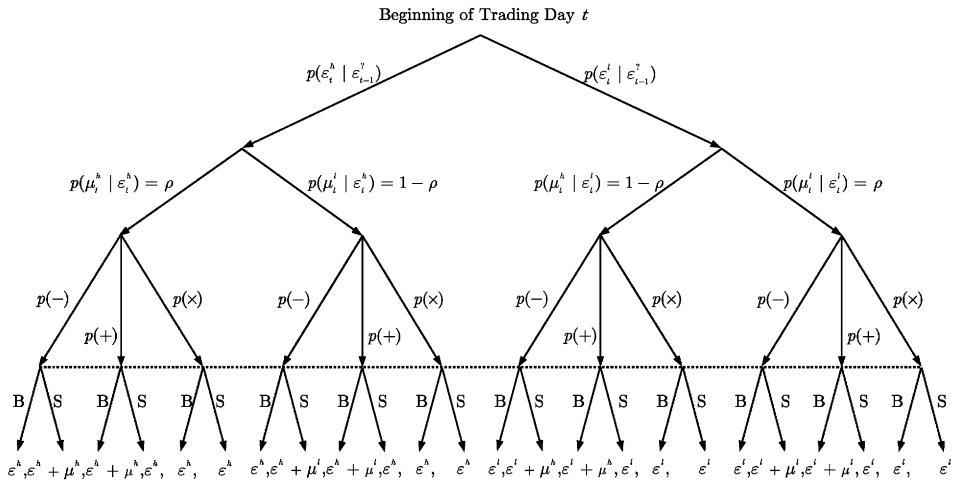 Beginning of Trading Day t
p(ε_t^h | ε_{t−1}^?) p(ε_t^l | ε_{t−1}^?)
p(μ_t^h | ε_t^h) = ρ p(μ_t^l | ε_t^h) = 1 − ρ p(μ_t^h | ε_t^l) = 1 − ρ p(μ_t^l | ε_t^l) = ρ
p(−) p(×) p(−) p(×) p(−) p(×) p(−) p(×)
p(+) p(+) p(+) p(+)
B S B S B S B S B S B S B S B S B S B S B S B S
ε^h,ε^h + μ^h,ε^h + μ^h,ε^h, ε^h, ε^h ε^h,ε^h + μ^l,ε^h + μ^l,ε^h, ε^h, ε^h ε^l,ε^l + μ^h,ε^l + μ^h,ε^l, ε^l, ε^l ε^l,ε^l + μ^l,ε^l + μ^l,ε^l, ε^l, ε^l